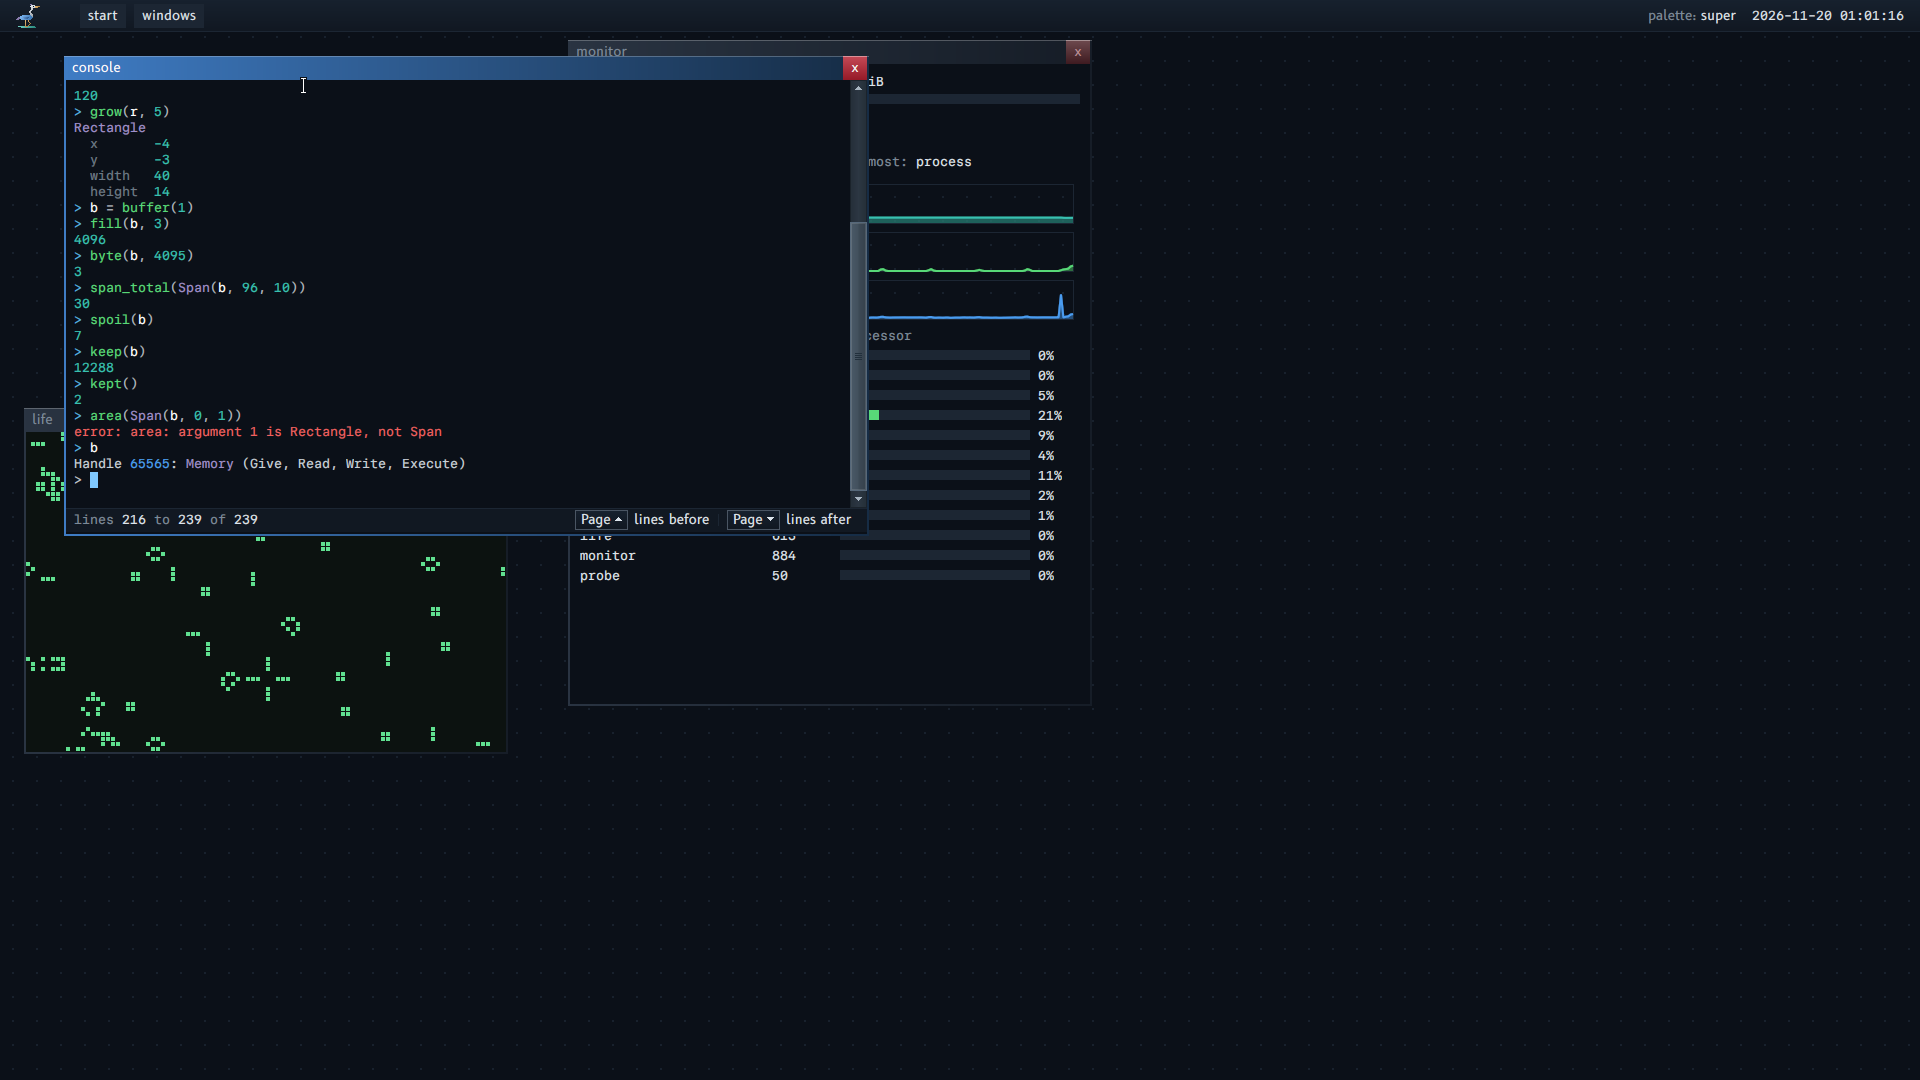 start windows palette: super 2026-11-20 01:01:16
monitor x
console x
iB
120
> grow(r, 5)
Rectangle
x -4
y -3
width 40
height 14
> b = buffer(1)
> fill(b, 3)
4096
> byte(b, 4095)
3
> span_total(Span(b, 96, 10))
30
> spoil(b)
7
> keep(b)
12288
> kept()
2
> area(Span(b, 0, 1))
error: area: argument 1 is Rectangle, not Span
> b
Handle 65565: Memory (Give, Read, Write, Execute)
>
lines 216 to 239 of 239 Page lines before Page lines after
most: process
cessor
0%
0%
5%
21%
9%
4%
11%
2%
1%
life 613 0%
monitor 884 0%
probe 50 0%
life